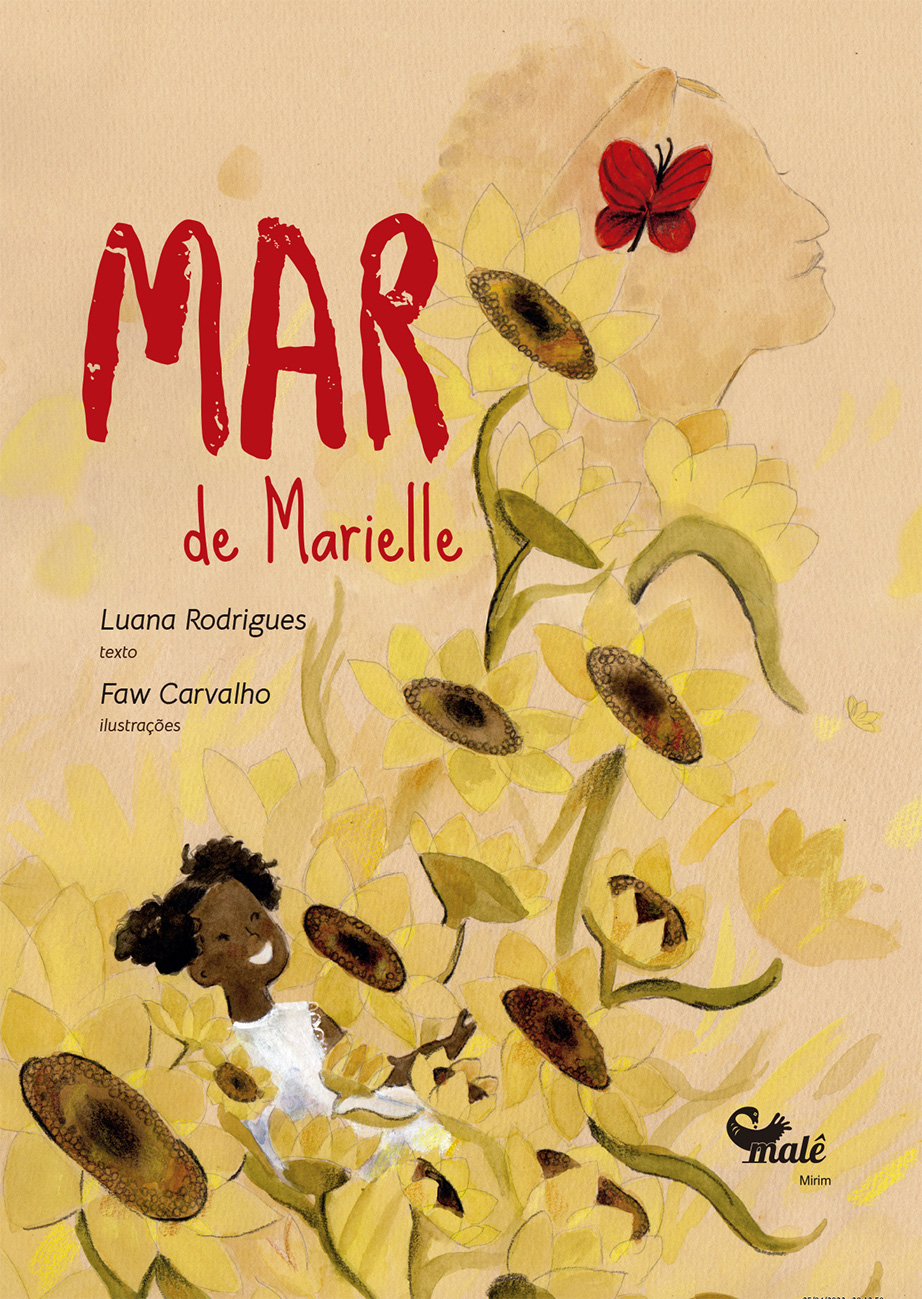 MAR
de Marielle
Luana Rodrigues
texto
Faw Carvalho
ilustrações
malê
Mirim